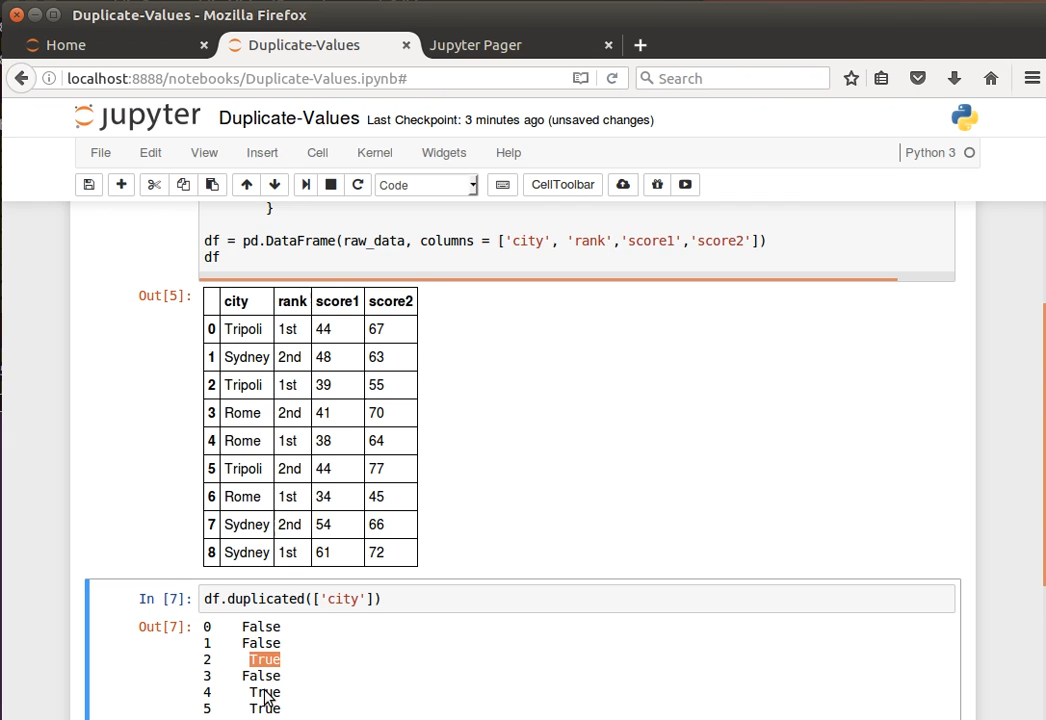 Duplicate-Values - Mozilla Firefox
Home × Duplicate-Values × Jupyter Pager × +
localhost:8888/notebooks/Duplicate-Values.ipynb# Search
jupyter Duplicate-Values Last Checkpoint: 3 minutes ago (unsaved changes)
File Edit View Insert Cell Kernel Widgets Help Python 3
Code CellToolbar
}
df = pd.DataFrame(raw_data, columns = ['city', 'rank','score1','score2'])
df
Out[5]:
city rank score1 score2
0 Tripoli 1st 44 67
1 Sydney 2nd 48 63
2 Tripoli 1st 39 55
3 Rome 2nd 41 70
4 Rome 1st 38 64
5 Tripoli 2nd 44 77
6 Rome 1st 34 45
7 Sydney 2nd 54 66
8 Sydney 1st 61 72
In [7]: df.duplicated(['city'])
Out[7]: 0 False
1 False
2 True
3 False
4 True
5 True